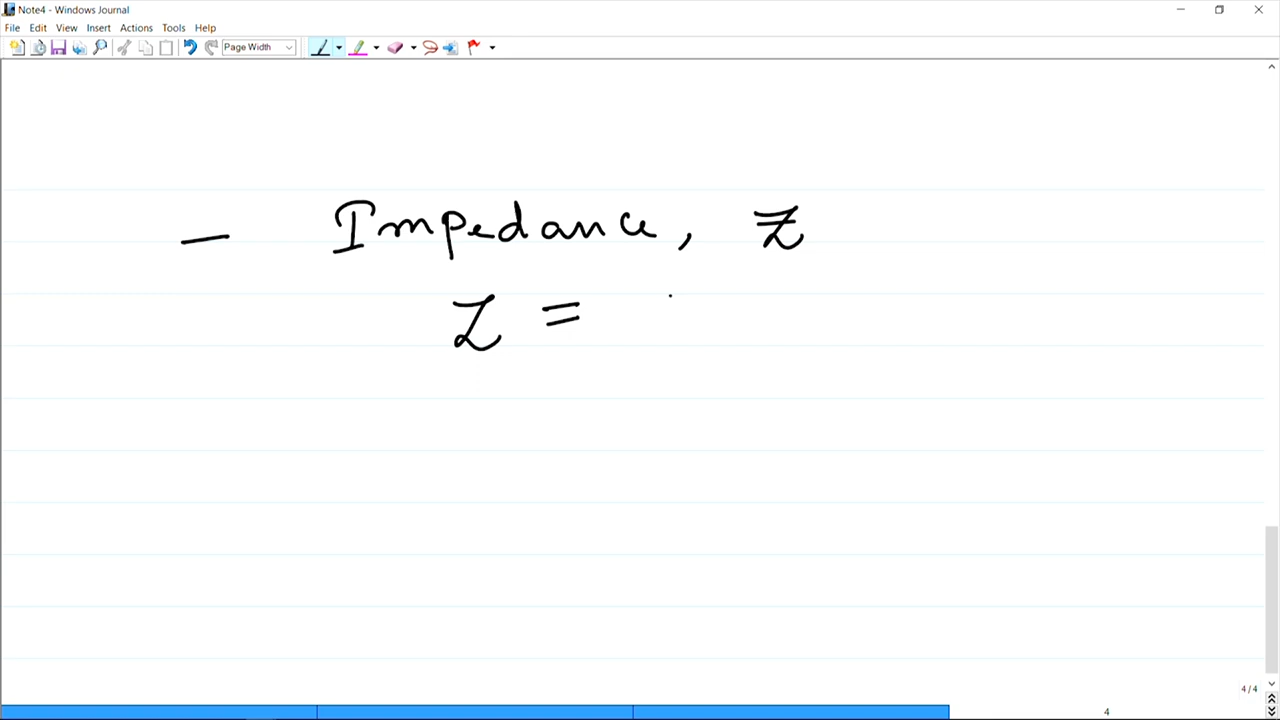 Note4 - Windows Journal
File Edit View Insert Actions Tools Help
Page Width
— Impedance, Z
Z =
4 / 4
4